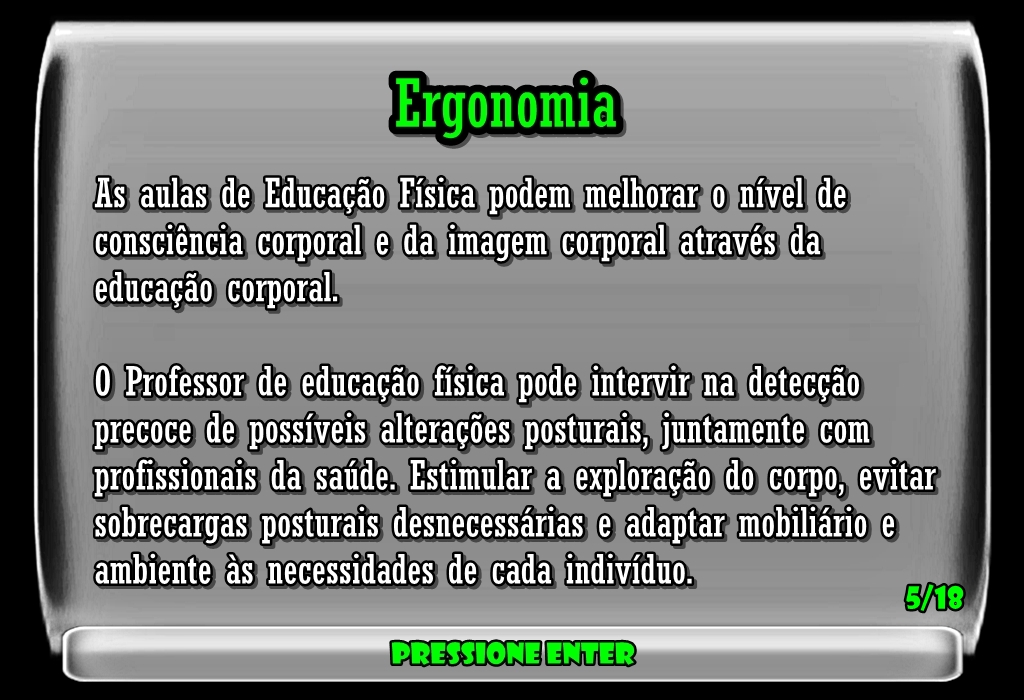 Ergonomia
As aulas de Educação Física podem melhorar o nível de
consciência corporal e da imagem corporal através da
educação corporal.
O Professor de educação física pode intervir na detecção
precoce de possíveis alterações posturais, juntamente com
profissionais da saúde. Estimular a exploração do corpo, evitar
sobrecargas posturais desnecessárias e adaptar mobiliário e
ambiente às necessidades de cada indivíduo.
5/18
PRESSIONE ENTER